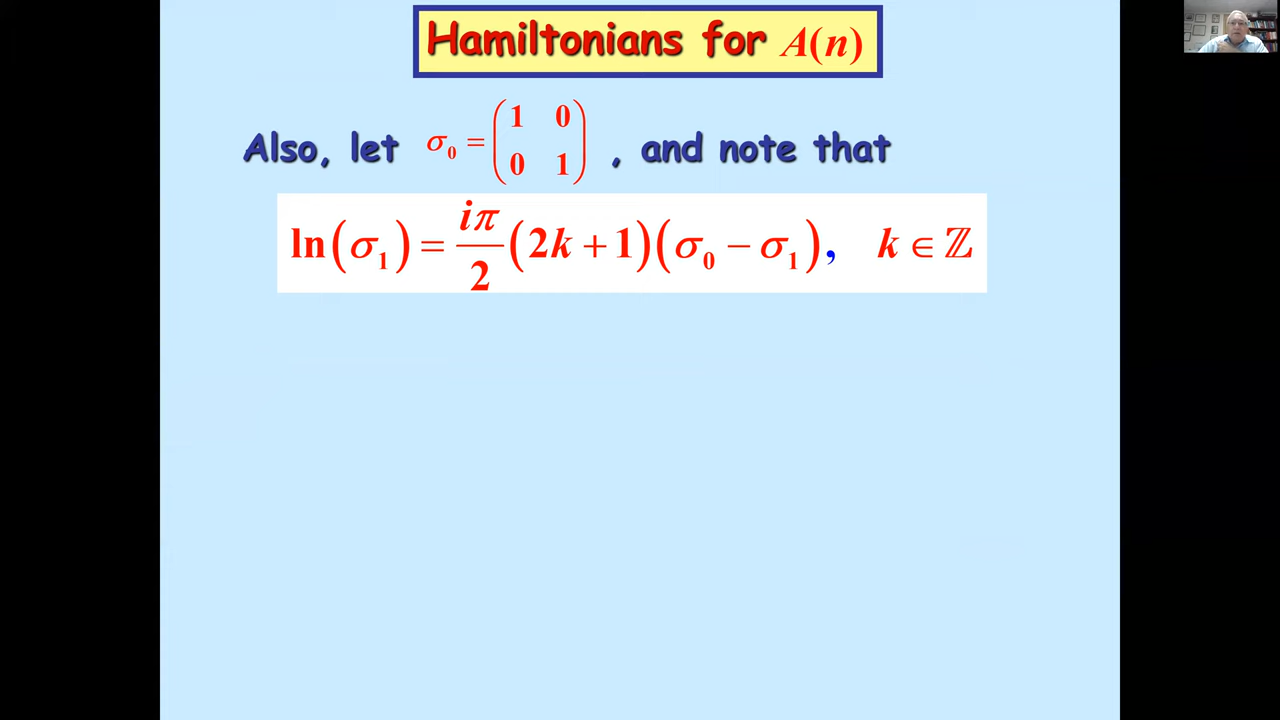 Hamiltonians for A(n)
Also, let σ₀ = (1 0
0 1), and note that
ln(σ₁) = iπ/2 (2k + 1)(σ₀ − σ₁), k ∈ ℤ